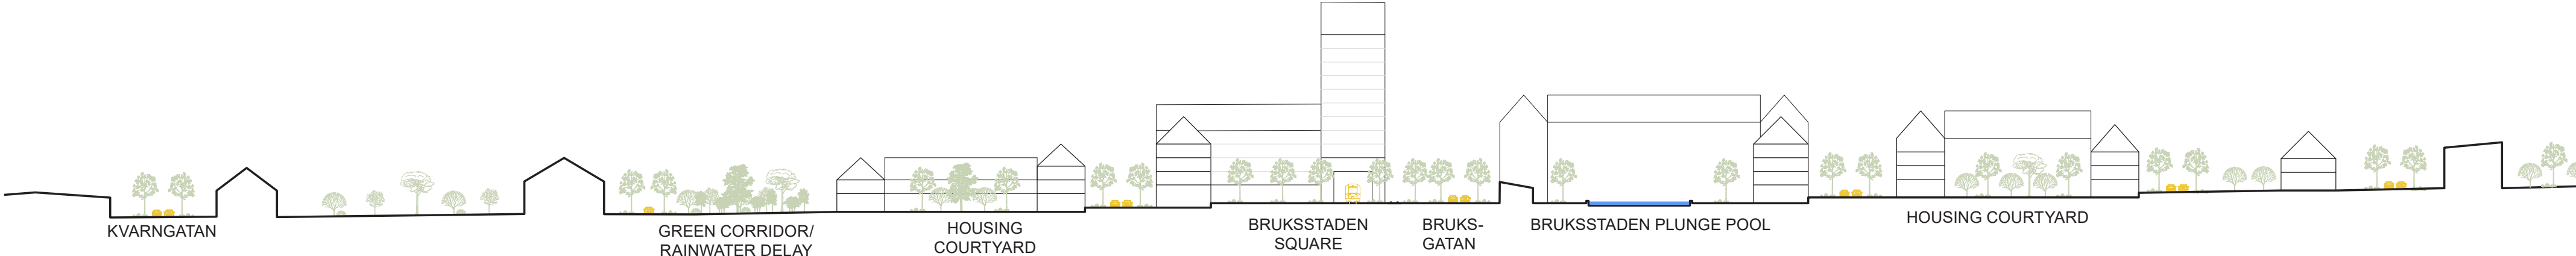 KVARNGATAN
GREEN CORRIDOR/
RAINWATER DELAY
HOUSING
COURTYARD
BRUKSSTADEN
SQUARE
BRUKS-
GATAN
BRUKSSTADEN PLUNGE POOL
HOUSING COURTYARD